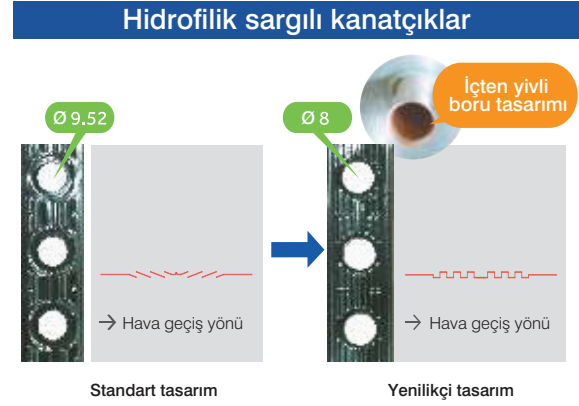 Hidrofilik sargılı kanatçıklar
İçten yivli
boru tasarımı
Ø 9.52
Ø 8
→ Hava geçiş yönü
→ Hava geçiş yönü
Standart tasarım
Yenilikçi tasarım